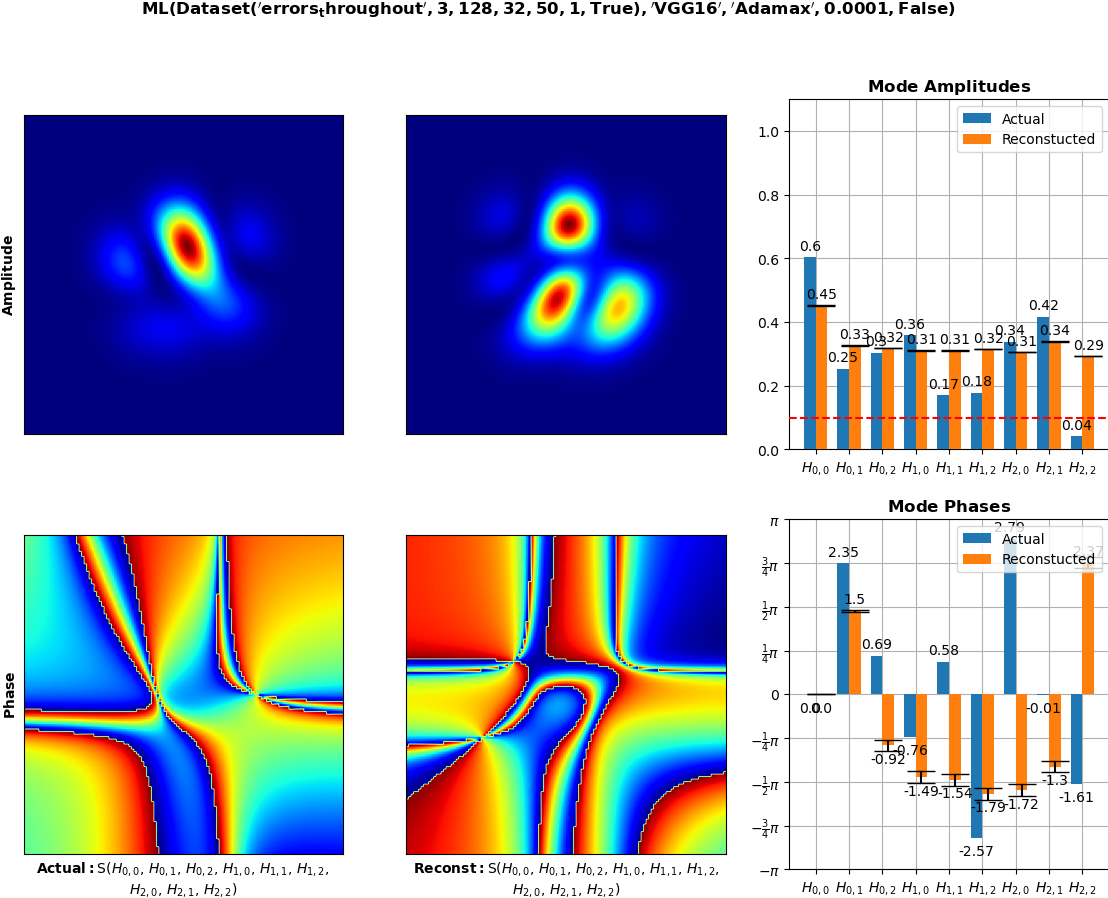 ML(Dataset('errors_throughout', 3, 128, 32, 50, 1, True), 'VGG16', 'Adamax', 0.0001, False)
Amplitude
Mode Amplitudes
Actual
Reconstucted
1.0
0.8
0.6
0.4
0.2
0.0
0.6
0.45
0.25
0.33
0.3
0.32
0.36
0.31
0.17
0.31
0.18
0.32
0.34
0.31
0.42
0.34
0.04
0.29
H0,0 H0,1 H0,2 H1,0 H1,1 H1,2 H2,0 H2,1 H2,2
Phase
Mode Phases
Actual
Reconstucted
π
3/4π
1/2π
1/4π
0
−1/4π
−1/2π
−3/4π
−π
0.0
0.0
2.35
1.5
0.69
-0.92
-0.76
-1.49
0.58
-1.54
-2.57
-1.79
2.79
-1.72
-0.01
-1.3
-1.61
2.37
H0,0 H0,1 H0,2 H1,0 H1,1 H1,2 H2,0 H2,1 H2,2
Actual: S(H0,0, H0,1, H0,2, H1,0, H1,1, H1,2,
H2,0, H2,1, H2,2)
Reconst: S(H0,0, H0,1, H0,2, H1,0, H1,1, H1,2,
H2,0, H2,1, H2,2)